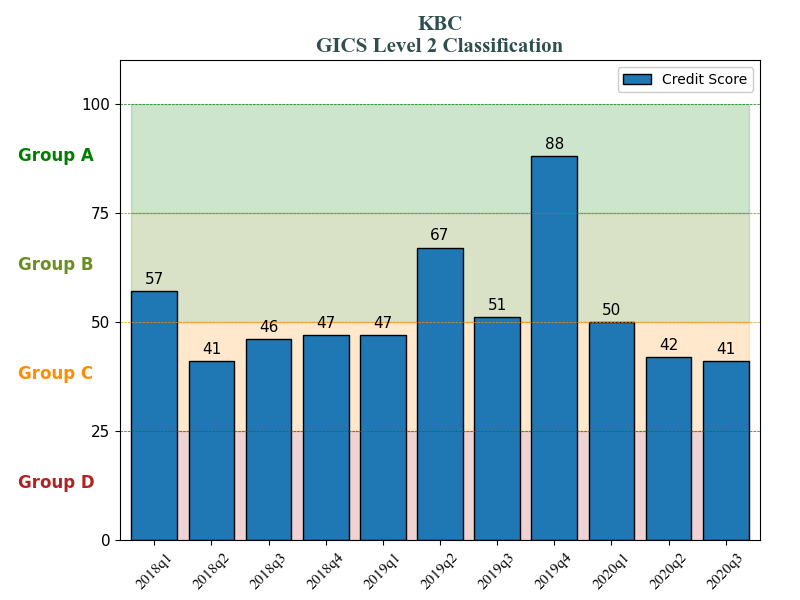 KBC
GICS Level 2 Classification
Credit Score
100
75
50
25
0
Group A
Group B
Group C
Group D
57
41
46
47
47
67
51
88
50
42
41
2018q1
2018q2
2018q3
2018q4
2019q1
2019q2
2019q3
2019q4
2020q1
2020q2
2020q3